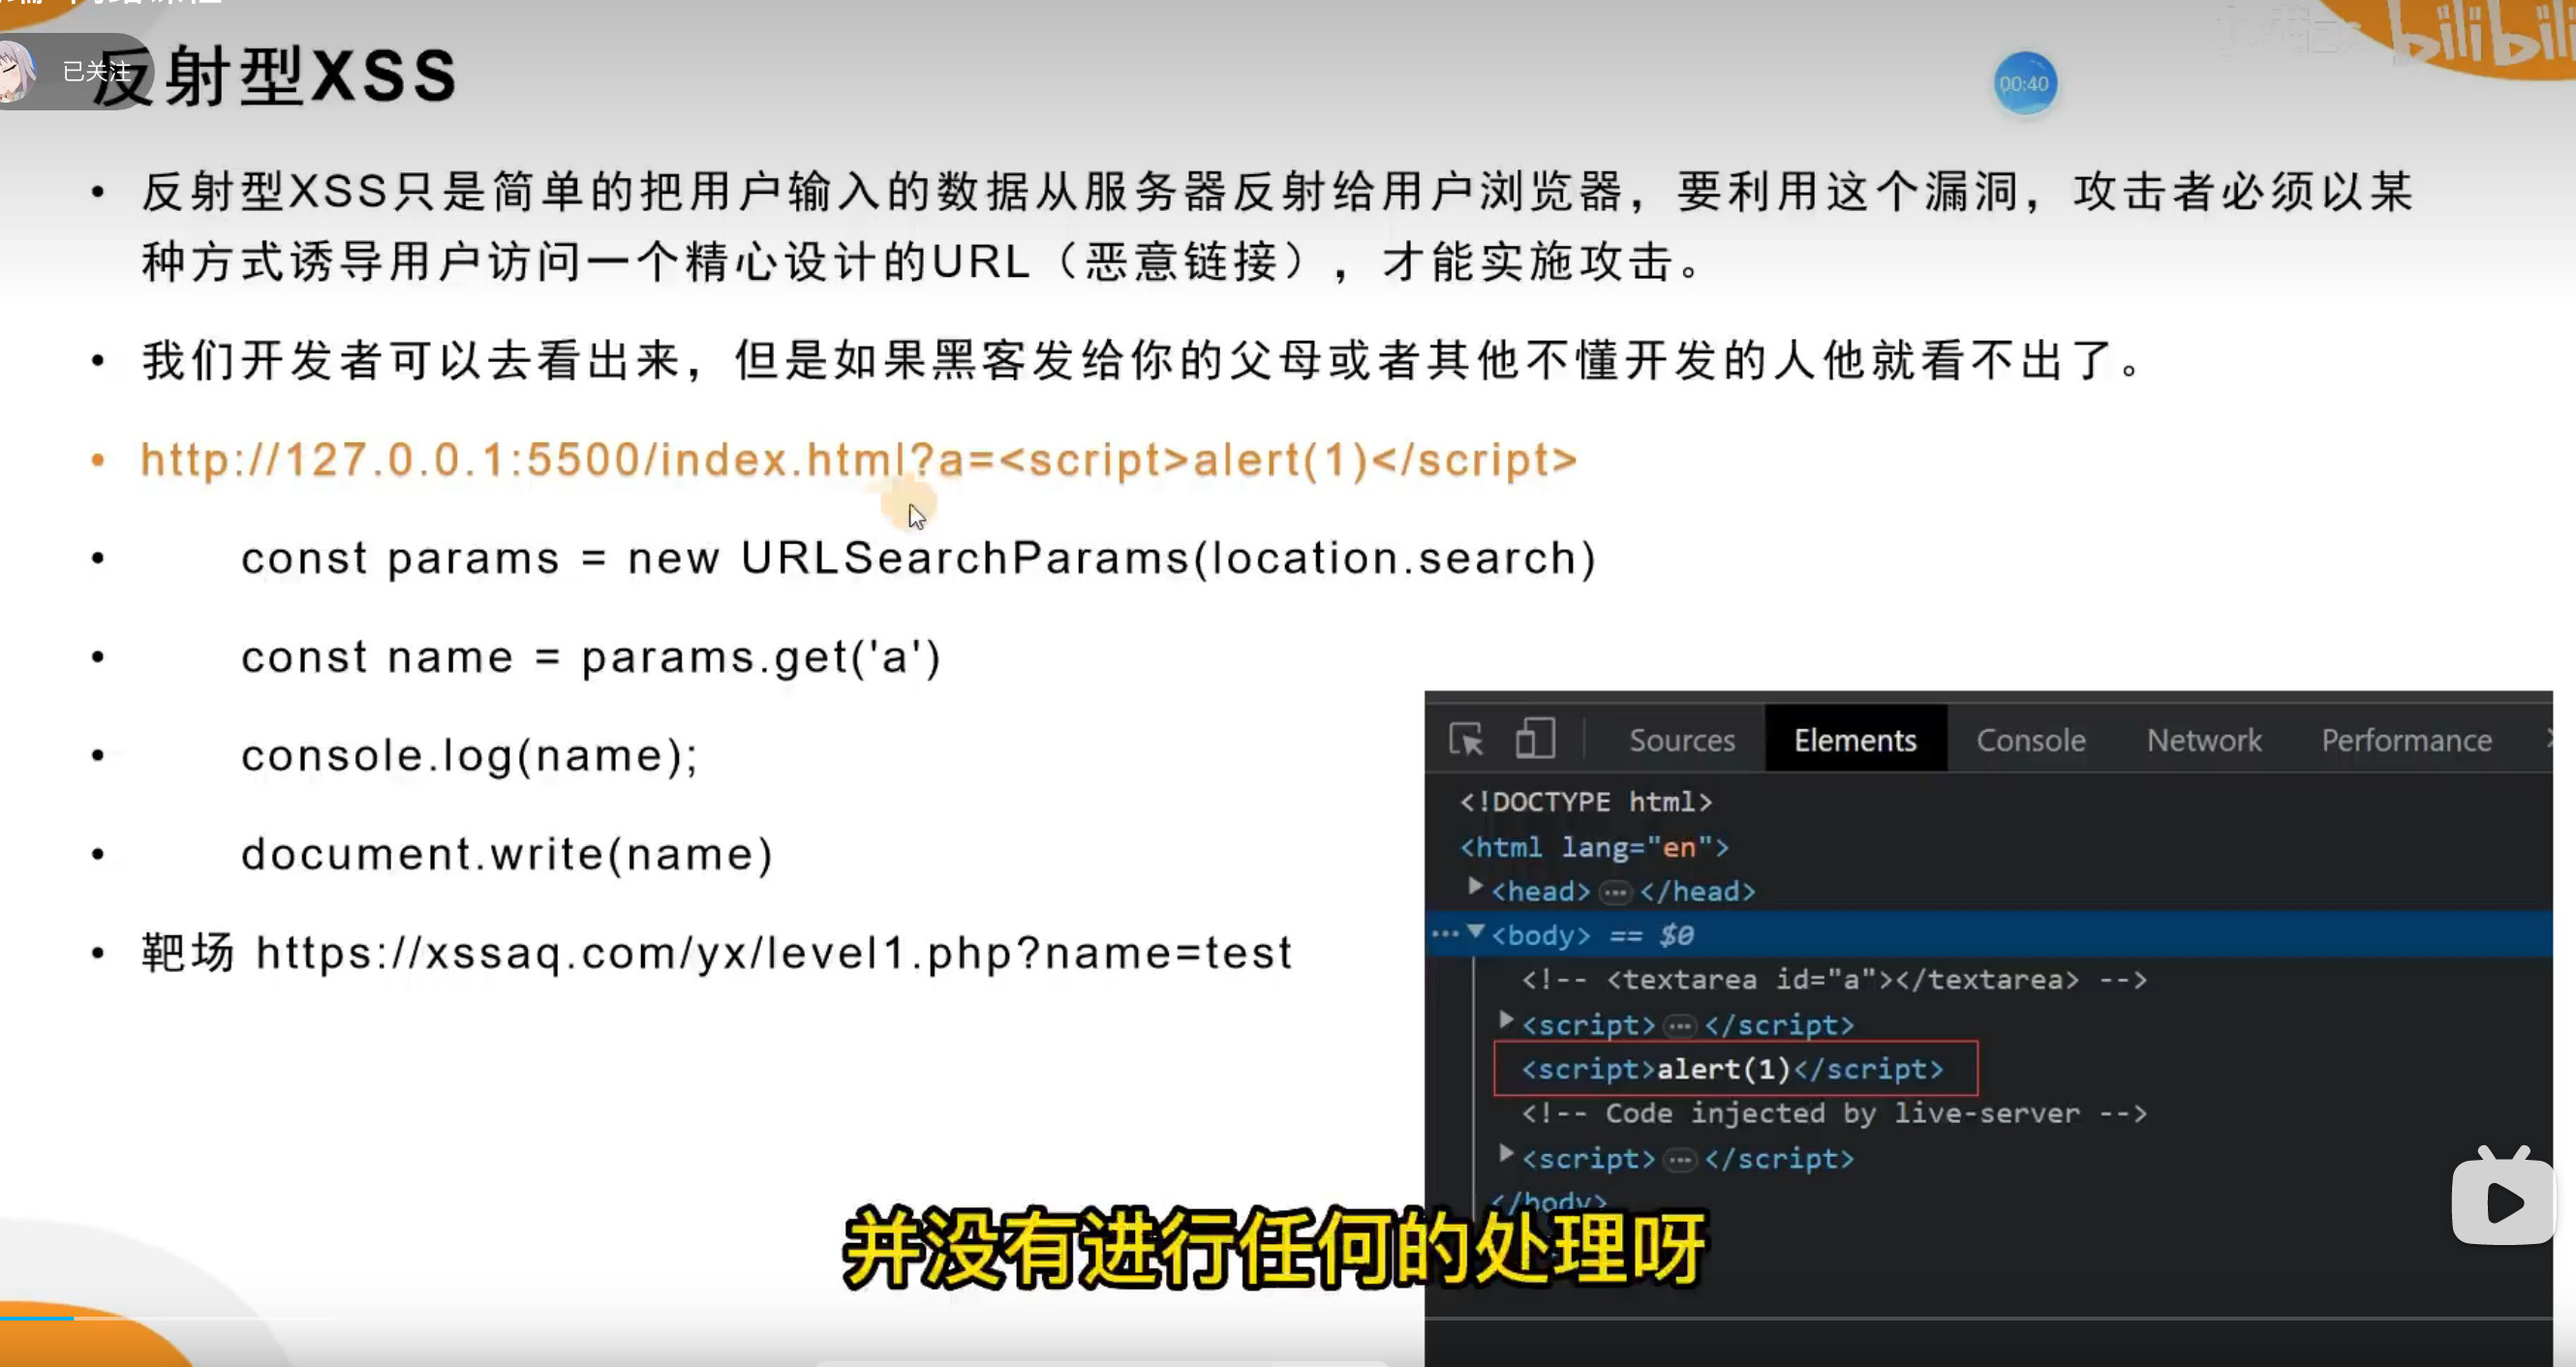 已关注
反射型XSS
bilibili
00:40
• 反射型XSS只是简单的把用户输入的数据从服务器反射给用户浏览器，要利用这个漏洞，攻击者必须以某
种方式诱导用户访问一个精心设计的URL（恶意链接），才能实施攻击。
• 我们开发者可以去看出来，但是如果黑客发给你的父母或者其他不懂开发的人他就看不出了。
• http://127.0.0.1:5500/index.html?a=<script>alert(1)</script>
• const params = new URLSearchParams(location.search)
• const name = params.get('a')
• console.log(name);
• document.write(name)
• 靶场 https://xssaq.com/yx/level1.php?name=test
Sources Elements Console Network Performance
<!DOCTYPE html>
<html lang="en">
<head> ··· </head>
··· <body> == $0
<!-- <textarea id="a"></textarea> -->
<script> ··· </script>
<script>alert(1)</script>
<!-- Code injected by live-server -->
<script> ··· </script>
</body>
并没有进行任何的处理呀